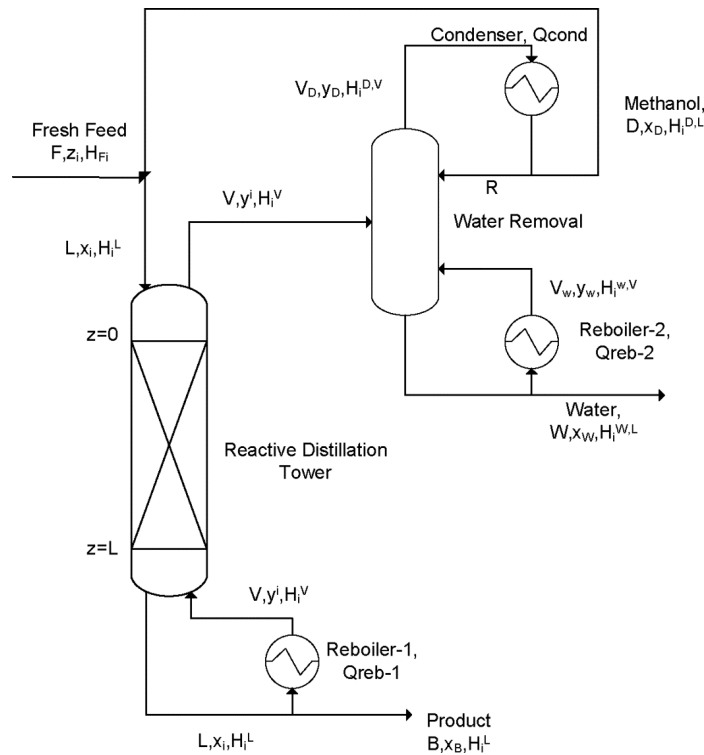 Condenser, Qcond
V_D,y_D,H_i^D,V
Methanol,
D,x_D,H_i^D,L
Fresh Feed
F,z_i,H_Fi
R
V,y^i,H_i^V
Water Removal
L,x_i,H_i^L
V_w,y_w,H_i^w,V
z=0
Reboiler-2,
Qreb-2
Water,
W,x_W,H_i^W,L
Reactive Distillation
Tower
z=L
V,y^i,H_i^V
Reboiler-1,
Qreb-1
L,x_i,H_i^L
Product
B,x_B,H_i^L